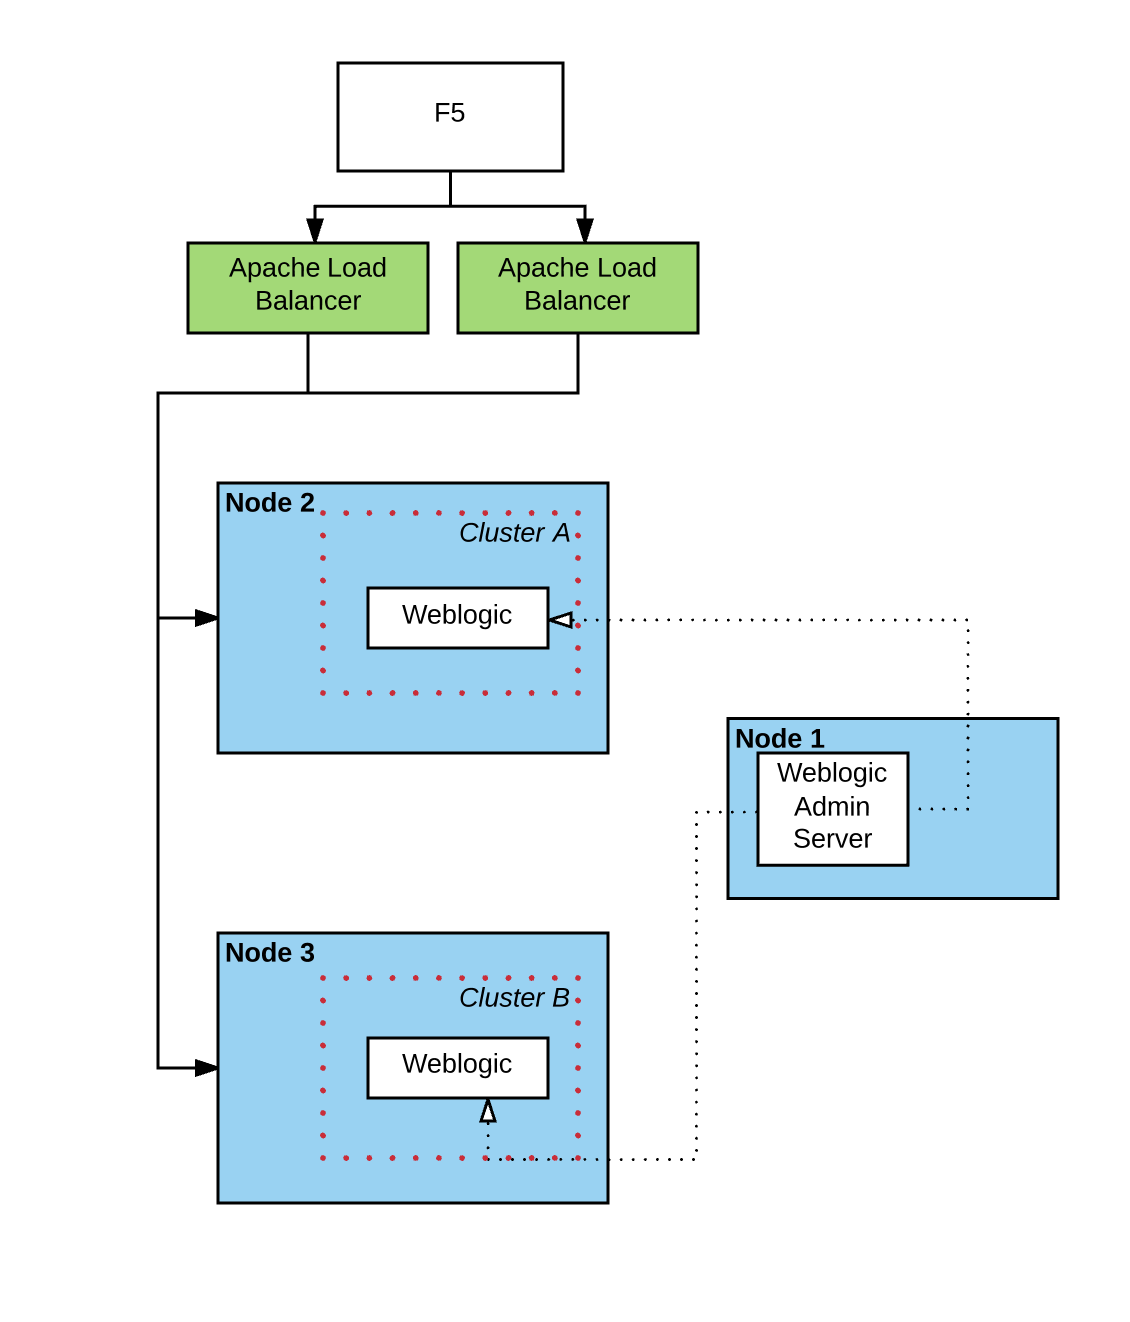 F5
Apache Load
Balancer
Apache Load
Balancer
Node 2
Cluster A
Weblogic
Node 1
Weblogic
Admin
Server
Node 3
Cluster B
Weblogic